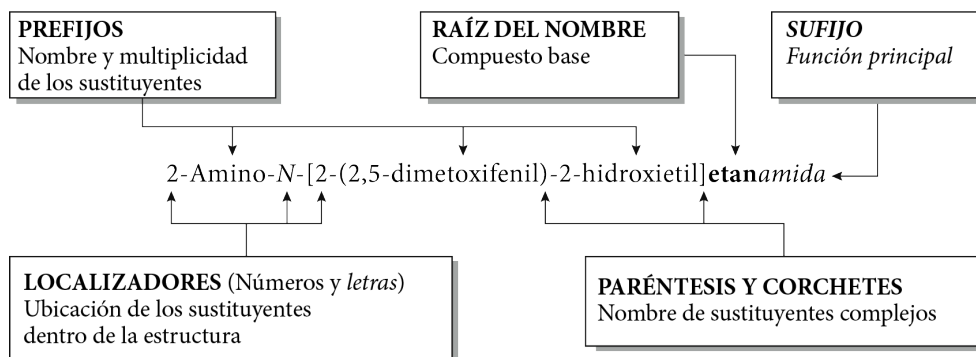 PREFIJOS
Nombre y multiplicidad
de los sustituyentes
RAÍZ DEL NOMBRE
Compuesto base
SUFIJO
Función principal
2-Amino-N-[2-(2,5-dimetoxifenil)-2-hidroxietil]etanamida
LOCALIZADORES (Números y letras)
Ubicación de los sustituyentes
dentro de la estructura
PARÉNTESIS Y CORCHETES
Nombre de sustituyentes complejos